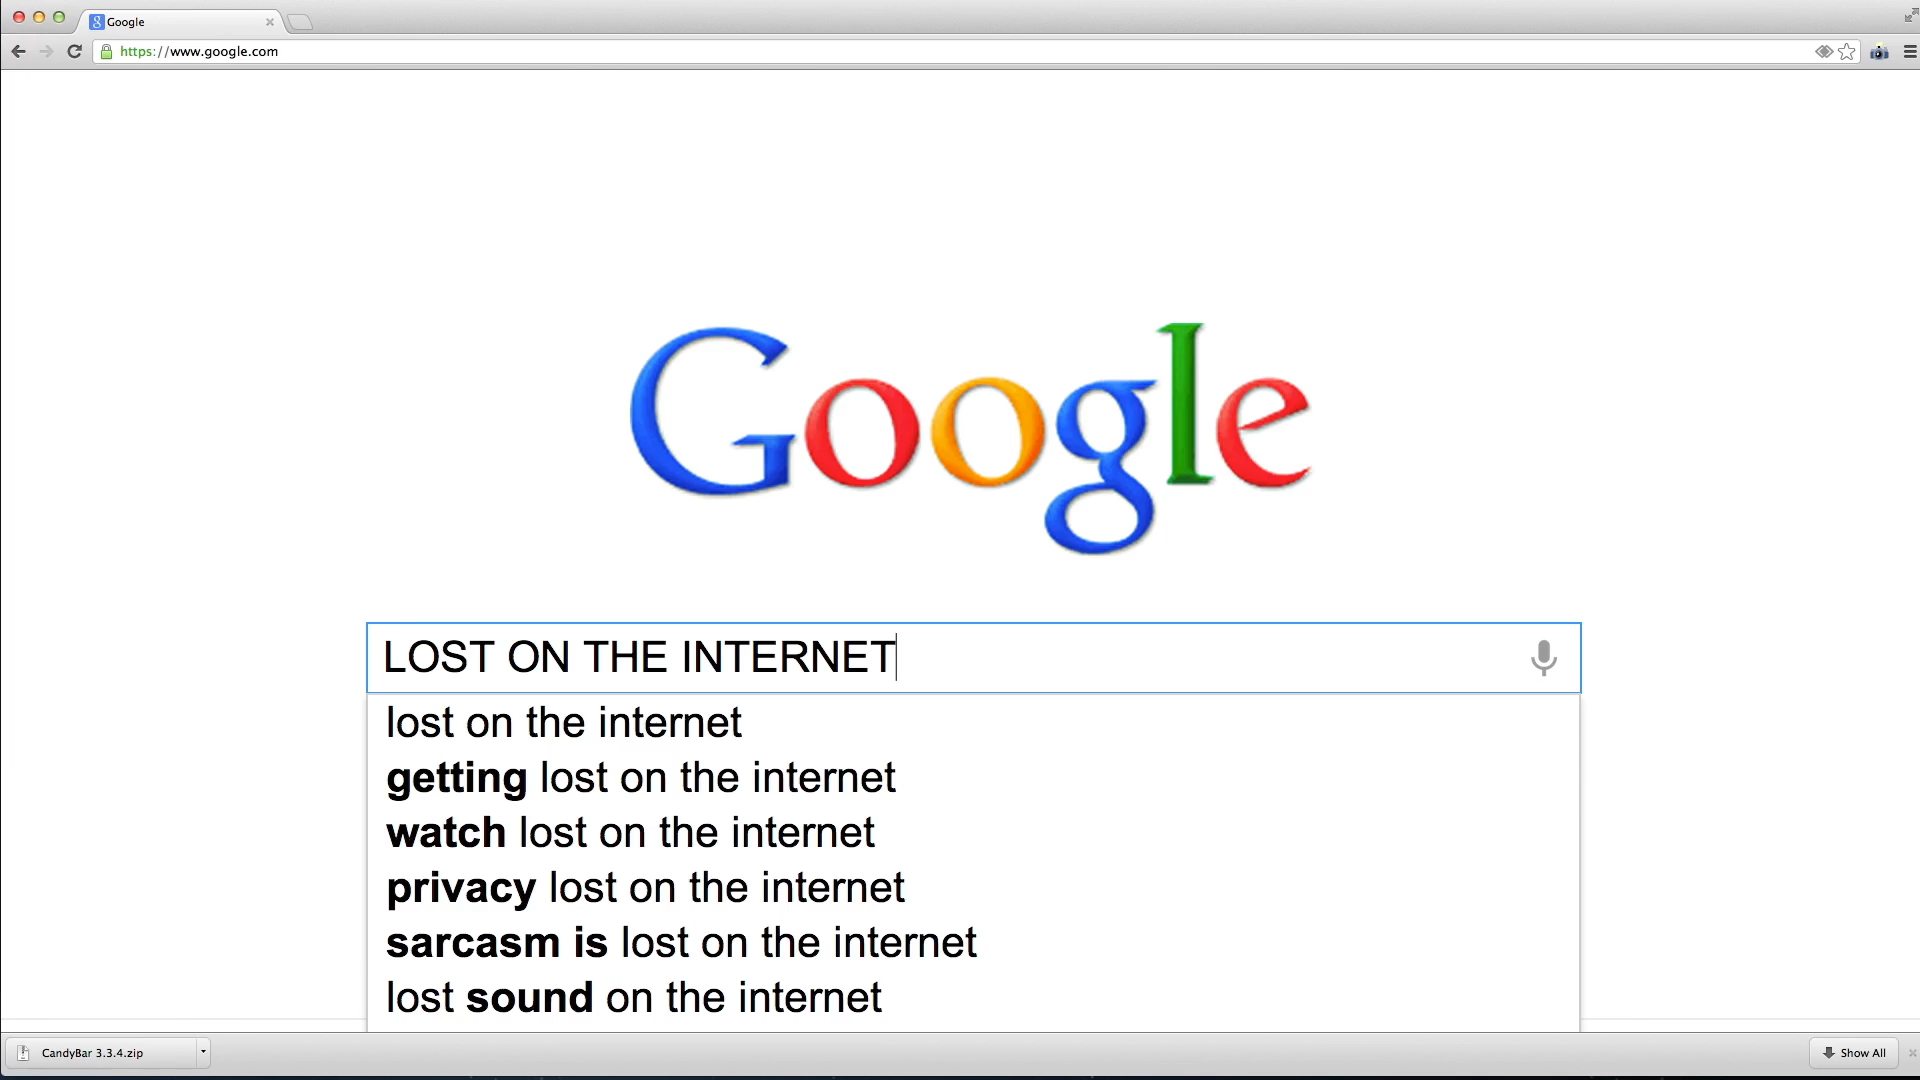 Google
https://www.google.com
Google
LOST ON THE INTERNET
lost on the internet
getting lost on the internet
watch lost on the internet
privacy lost on the internet
sarcasm is lost on the internet
lost sound on the internet
CandyBar 3.3.4.zip
Show All